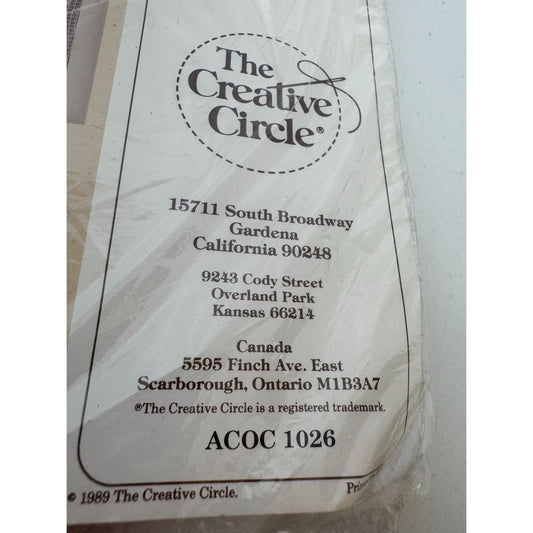 The
Creative
Circle®
15711 South Broadway
Gardena
California 90248
9243 Cody Street
Overland Park
Kansas 66214
Canada
5595 Finch Ave. East
Scarborough, Ontario M1B3A7
®The Creative Circle is a registered trademark.
ACOC 1026
© 1989 The Creative Circle.